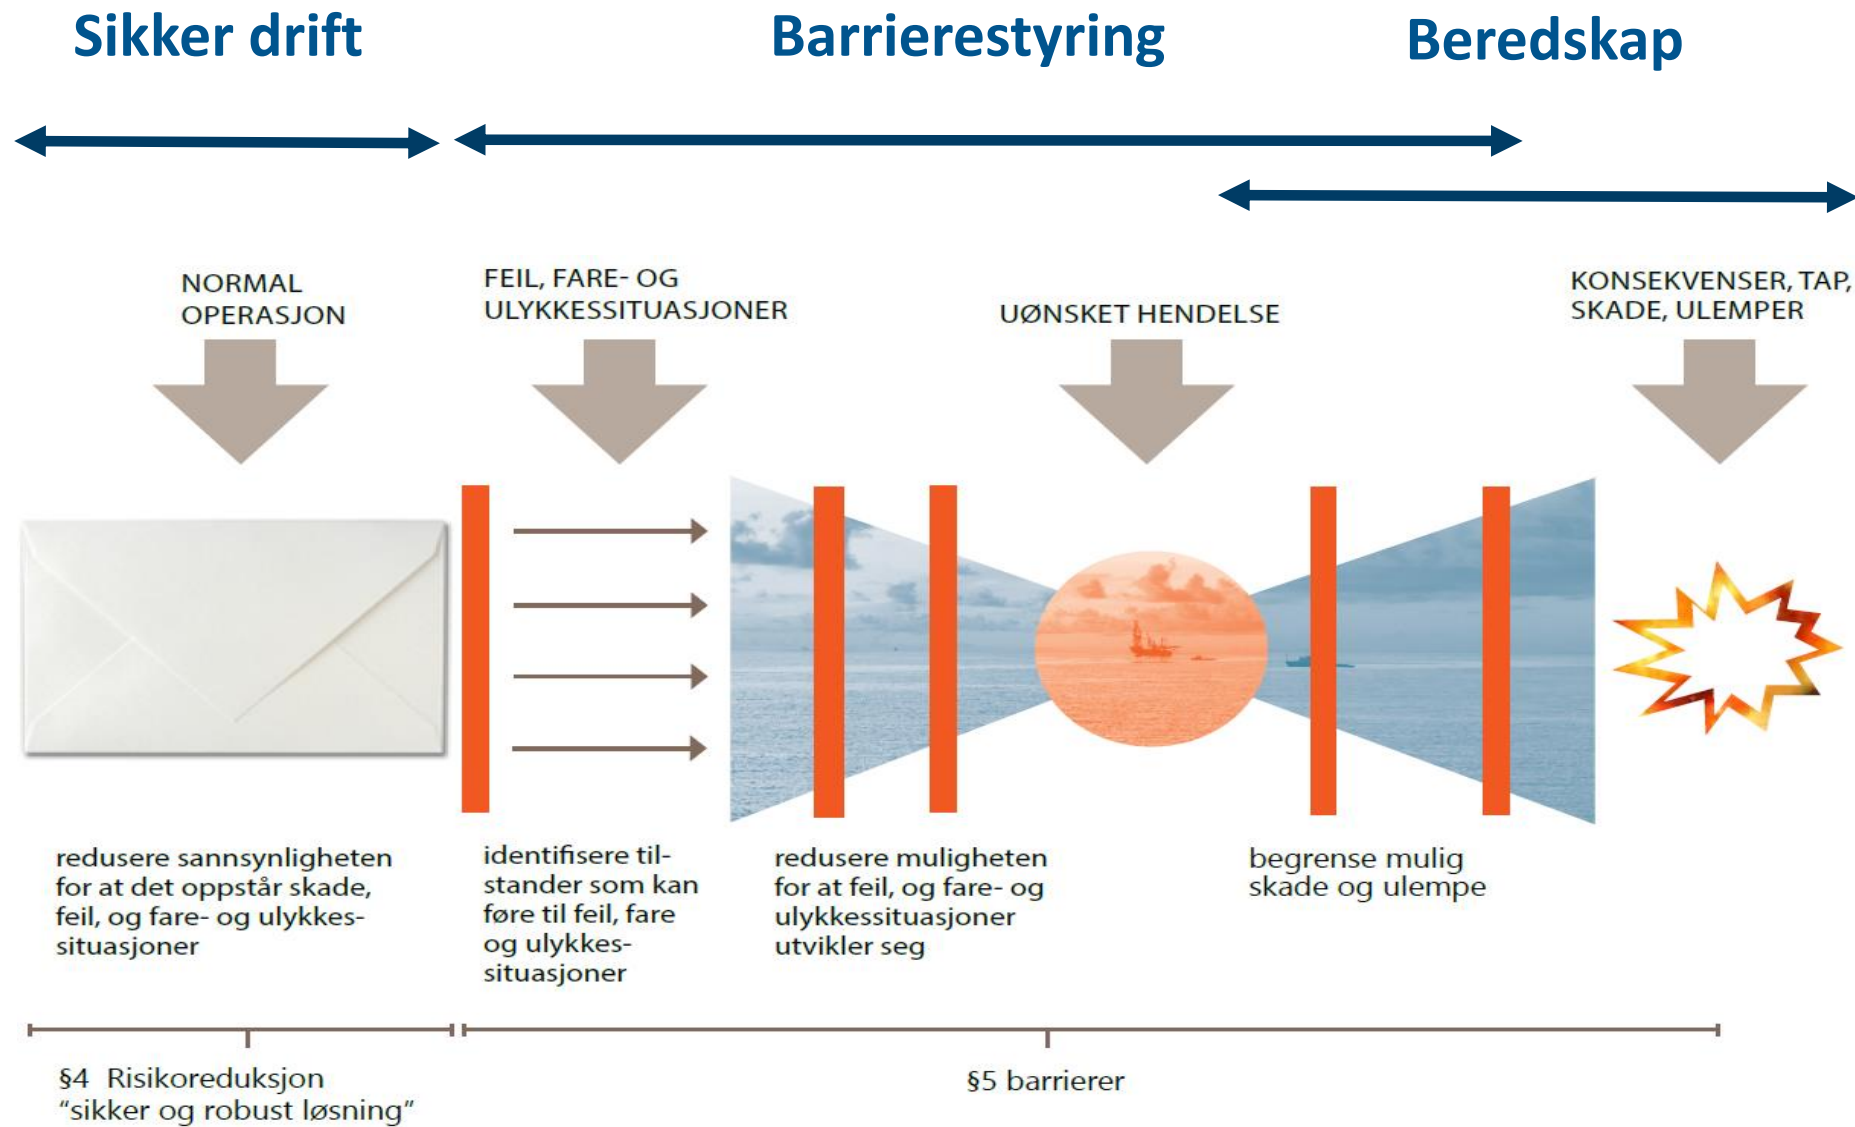 Sikker drift
Barrierestyring
Beredskap
NORMAL
OPERASJON
FEIL, FARE- OG
ULYKKESSITUASJONER
UØNSKET HENDELSE
KONSEKVENSER, TAP,
SKADE, ULEMPER
redusere sannsynligheten
for at det oppstår skade,
feil, og fare- og ulykkes-
situasjoner
identifisere til-
stander som kan
føre til feil, fare
og ulykkes-
situasjoner
redusere muligheten
for at feil, og fare- og
ulykkessituasjoner
utvikler seg
begrense mulig
skade og ulempe
§4 Risikoreduksjon
“sikker og robust løsning”
§5 barrierer